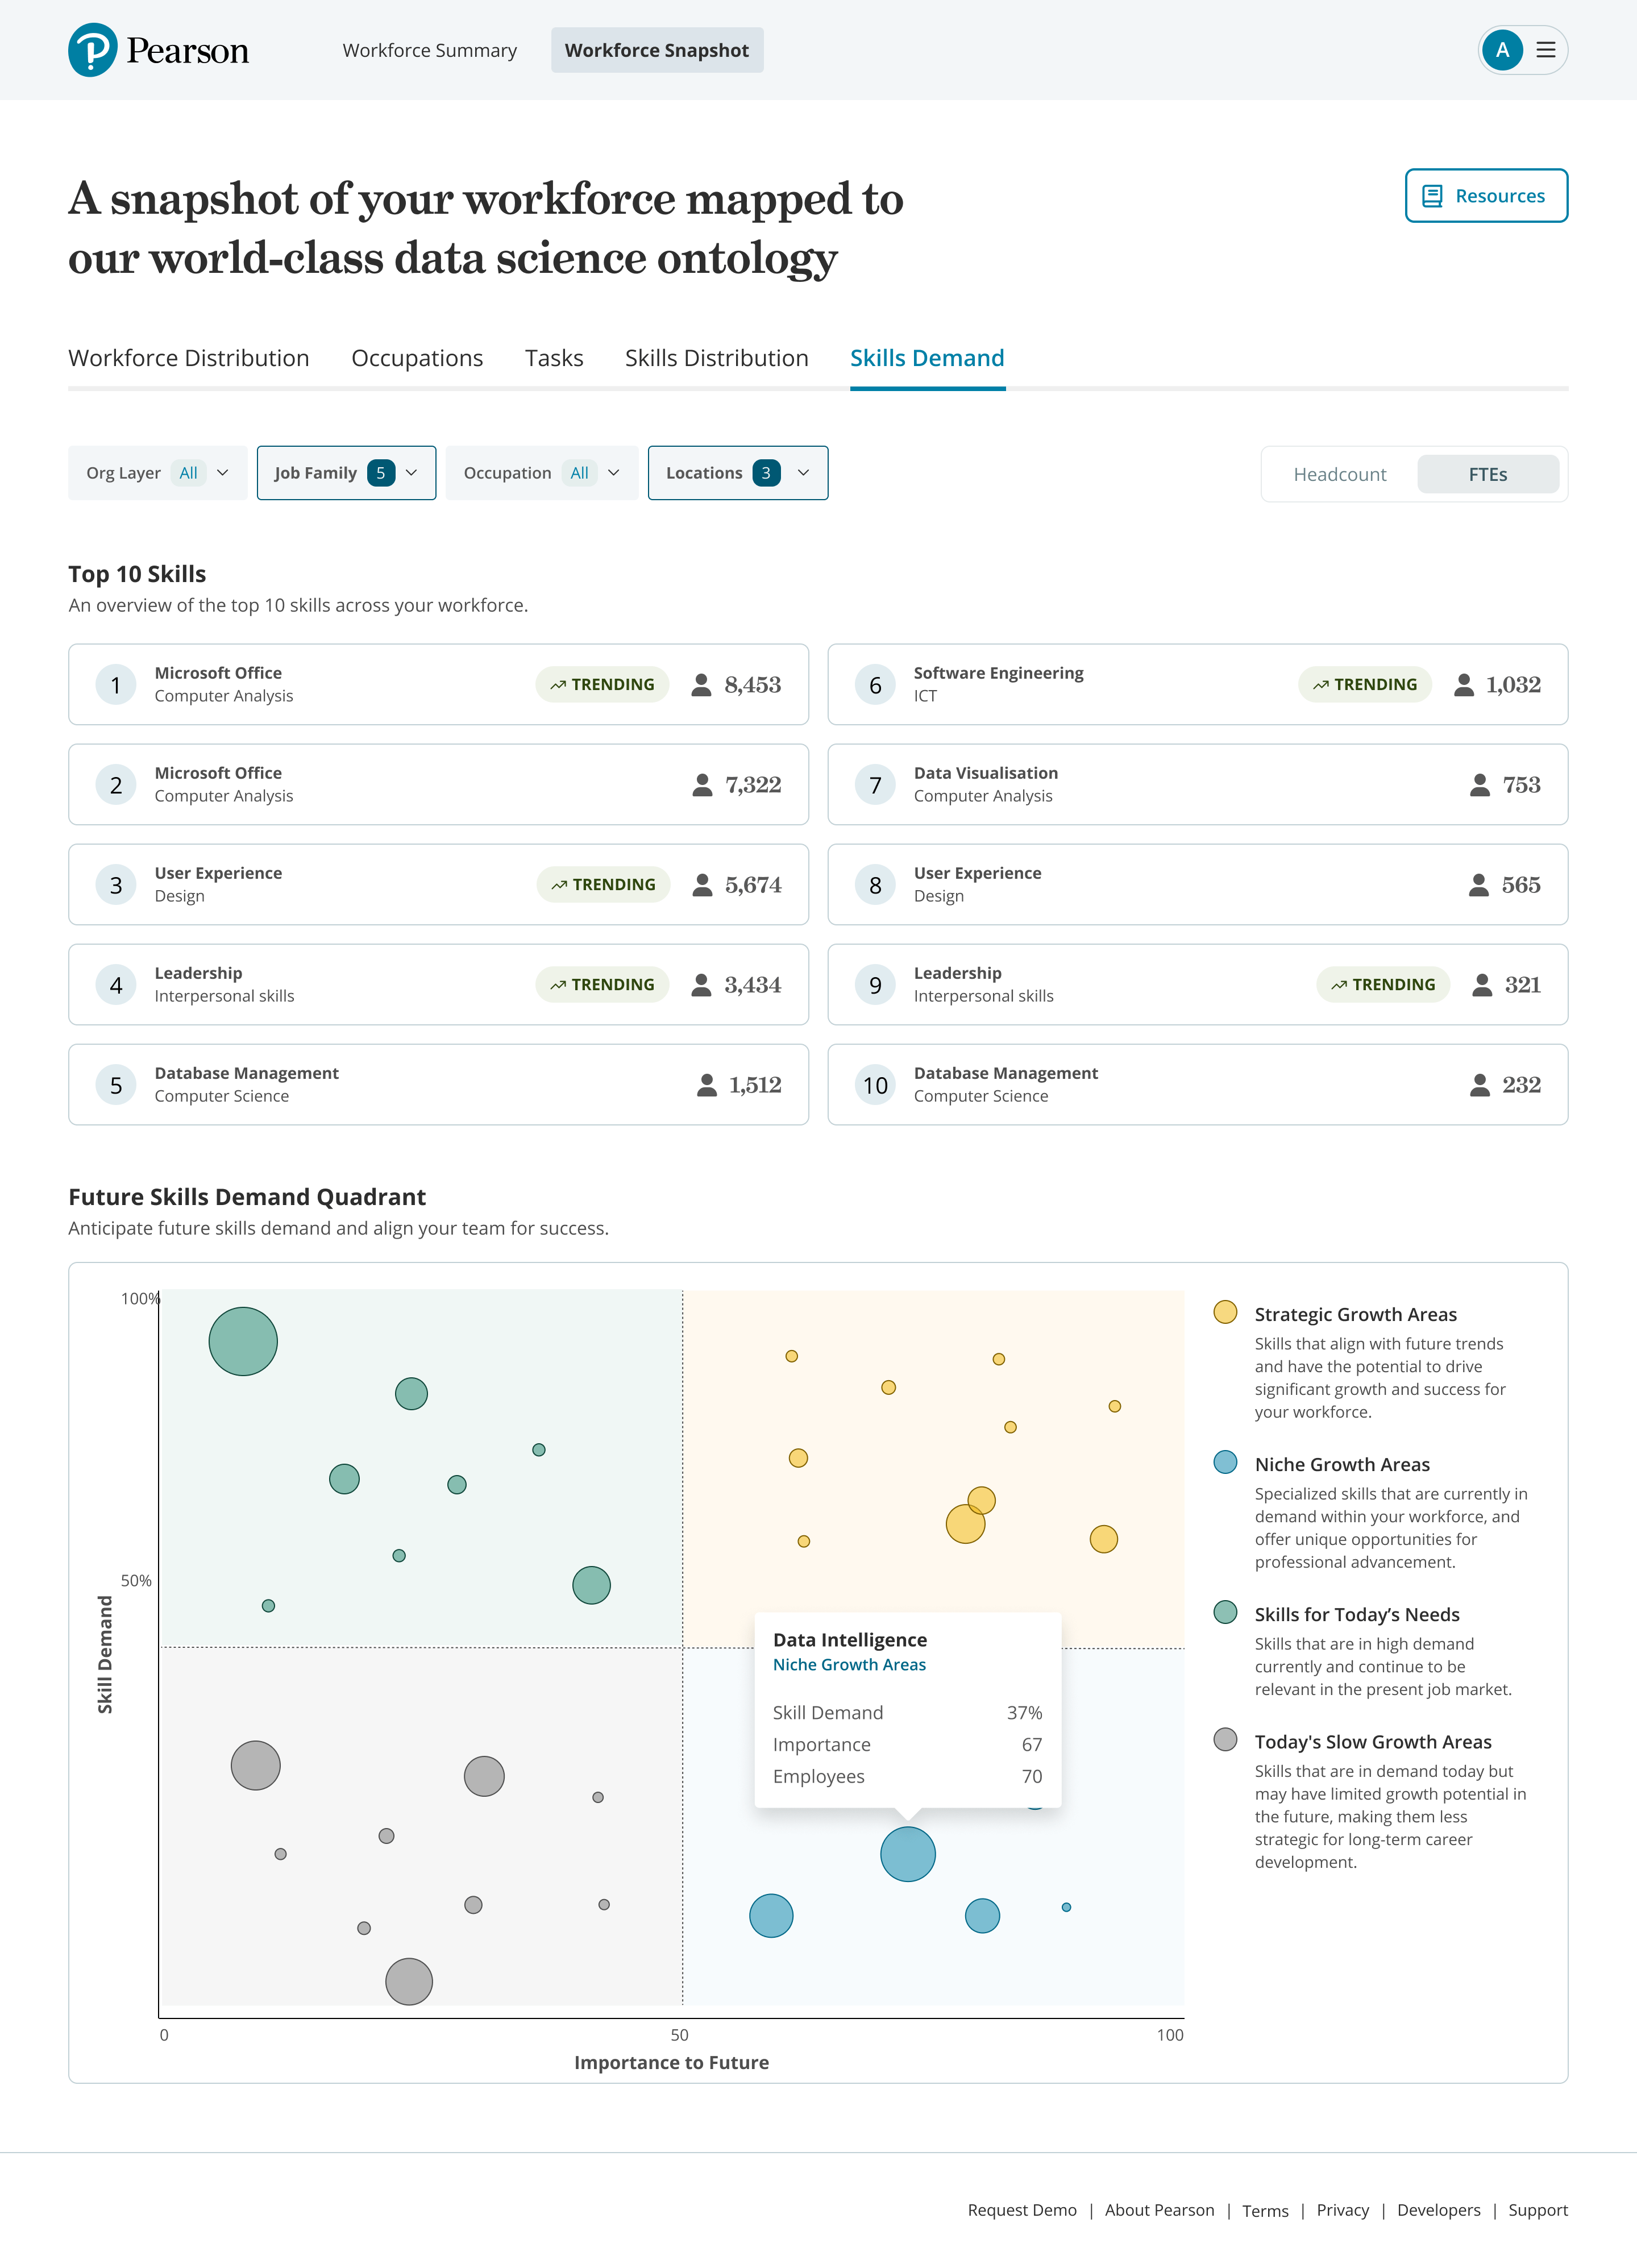 Pearson
Workforce Summary
Workforce Snapshot
A
A snapshot of your workforce mapped to
our world-class data science ontology
Resources
Workforce Distribution
Occupations
Tasks
Skills Distribution
Skills Demand
Org Layer All
Job Family 5
Occupation All
Locations 3
Headcount
FTEs
Top 10 Skills
An overview of the top 10 skills across your workforce.
1
Microsoft Office
Computer Analysis
TRENDING
8,453
2
Microsoft Office
Computer Analysis
7,322
3
User Experience
Design
TRENDING
5,674
4
Leadership
Interpersonal skills
TRENDING
3,434
5
Database Management
Computer Science
1,512
6
Software Engineering
ICT
TRENDING
1,032
7
Data Visualisation
Computer Analysis
753
8
User Experience
Design
565
9
Leadership
Interpersonal skills
TRENDING
321
10
Database Management
Computer Science
232
Future Skills Demand Quadrant
Anticipate future skills demand and align your team for success.
100%
50%
Skill Demand
0
50
100
Importance to Future
Data Intelligence
Niche Growth Areas
Skill Demand 37%
Importance 67
Employees 70
Strategic Growth Areas
Skills that align with future trends
and have the potential to drive
significant growth and success for
your workforce.
Niche Growth Areas
Specialized skills that are currently in
demand within your workforce, and
offer unique opportunities for
professional advancement.
Skills for Today’s Needs
Skills that are in high demand
currently and continue to be
relevant in the present job market.
Today's Slow Growth Areas
Skills that are in demand today but
may have limited growth potential in
the future, making them less
strategic for long-term career
development.
Request Demo | About Pearson | Terms | Privacy | Developers | Support